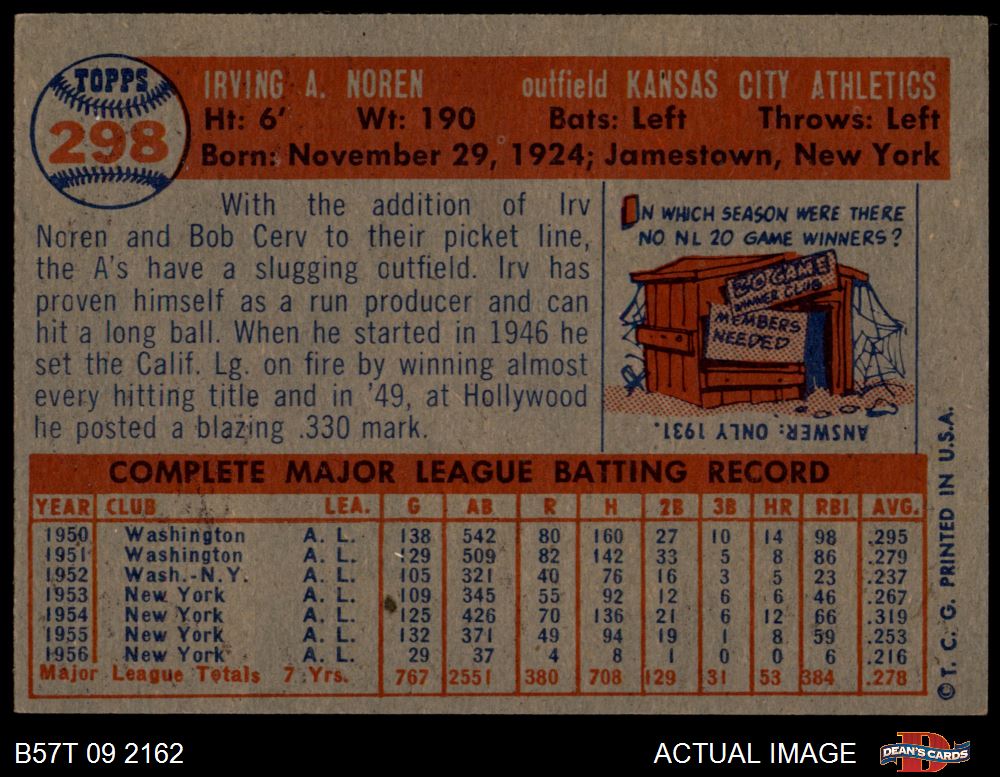 TOPPS
298
IRVING A. NOREN outfield KANSAS CITY ATHLETICS
Ht: 6' Wt: 190 Bats: Left Throws: Left
Born: November 29, 1924; Jamestown, New York
With the addition of Irv
Noren and Bob Cerv to their picket line,
the A's have a slugging outfield. Irv has
proven himself as a run producer and can
hit a long ball. When he started in 1946 he
set the Calif. Lg. on fire by winning almost
every hitting title and in '49, at Hollywood
he posted a blazing .330 mark.
IN WHICH SEASON WERE THERE
NO NL 20 GAME WINNERS?
20 GAME
WINNER CLUB
MEMBERS
NEEDED
ANSWER: ONLY 1931.
COMPLETE MAJOR LEAGUE BATTING RECORD
YEAR CLUB LEA. G AB R H 2B 3B HR RBI AVG.
1950 Washington A. L. 138 542 80 160 27 10 14 98 .295
1951 Washington A. L. 129 509 82 142 33 5 8 86 .279
1952 Wash.-N.Y. A. L. 105 321 40 76 16 3 5 23 .237
1953 New York A. L. 109 345 55 92 12 6 6 46 .267
1954 New York A. L. 125 426 70 136 21 6 12 66 .319
1955 New York A. L. 132 371 49 94 19 1 8 59 .253
1956 New York A. L. 29 37 4 8 1 0 0 6 .216
Major League Totals 7 Yrs. 767 2551 380 708 129 31 53 384 .278
© T. C. G. PRINTED IN U.S.A.
B57T 09 2162 ACTUAL IMAGE
DEAN'S CARDS